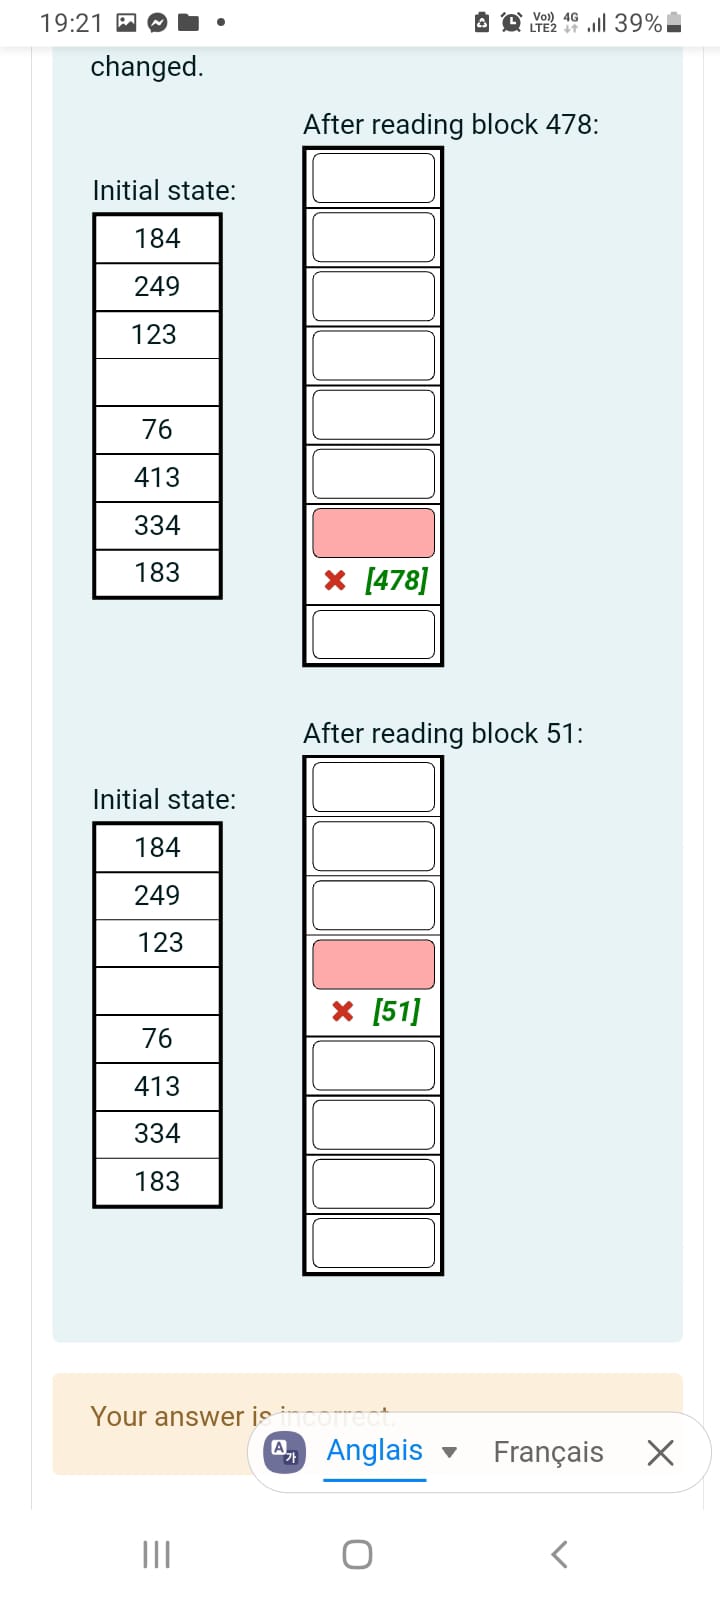 19:21
Vo)) 4G
LTE2
39%
changed.
After reading block 478:
Initial state:
184
249
123
76
413
334
183
[478]
After reading block 51:
Initial state:
184
249
123
76
413
334
183
[51]
Your answer is incorrect.
A가 Anglais Français